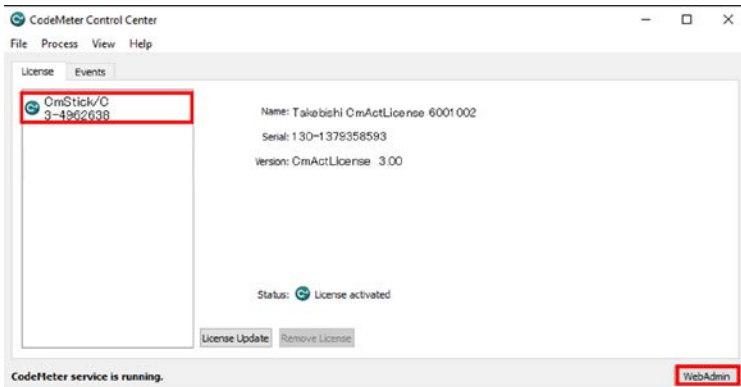 CodeMeter Control Center
File Process View Help
License Events
CmStick/C
3-4962638
Name: Takebishi CmActLicense 6001002
Serial: 130-1379358593
Version: CmActLicense 3.00
Status: License activated
License Update Remove License
CodeMeter service is running.
WebAdmin